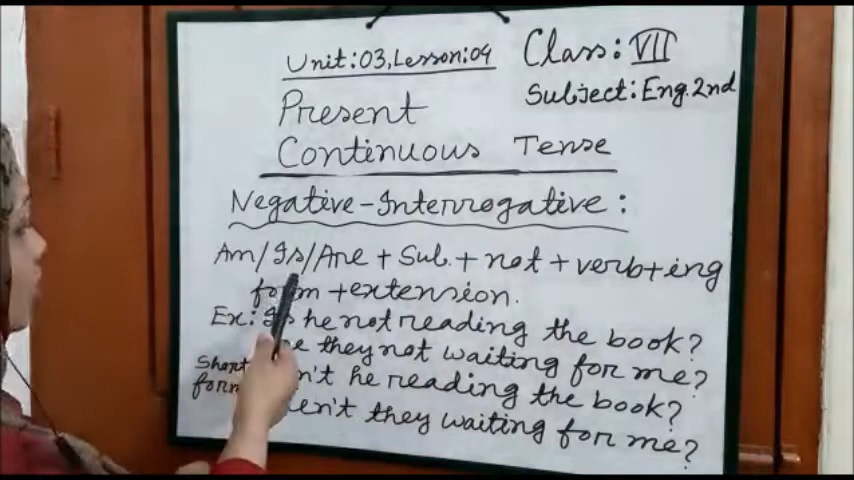 Unit:03,Lesson:04
Class: VII
Subject: Eng. 2nd
Present
Continuous Tense
Negative-Interrogative:
Am/Is/Are + Sub. + not + verb+ing
form + extension.
Ex: Is he not reading the book?
they not waiting for me?
Short he reading the book?
form they waiting for me?